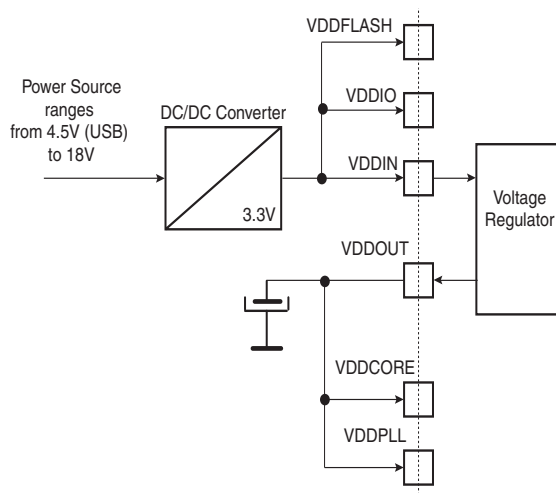 VDDFLASH
Power Source
ranges
from 4.5V (USB)
to 18V
DC/DC Converter
VDDIO
VDDIN
3.3V
Voltage
Regulator
VDDOUT
VDDCORE
VDDPLL